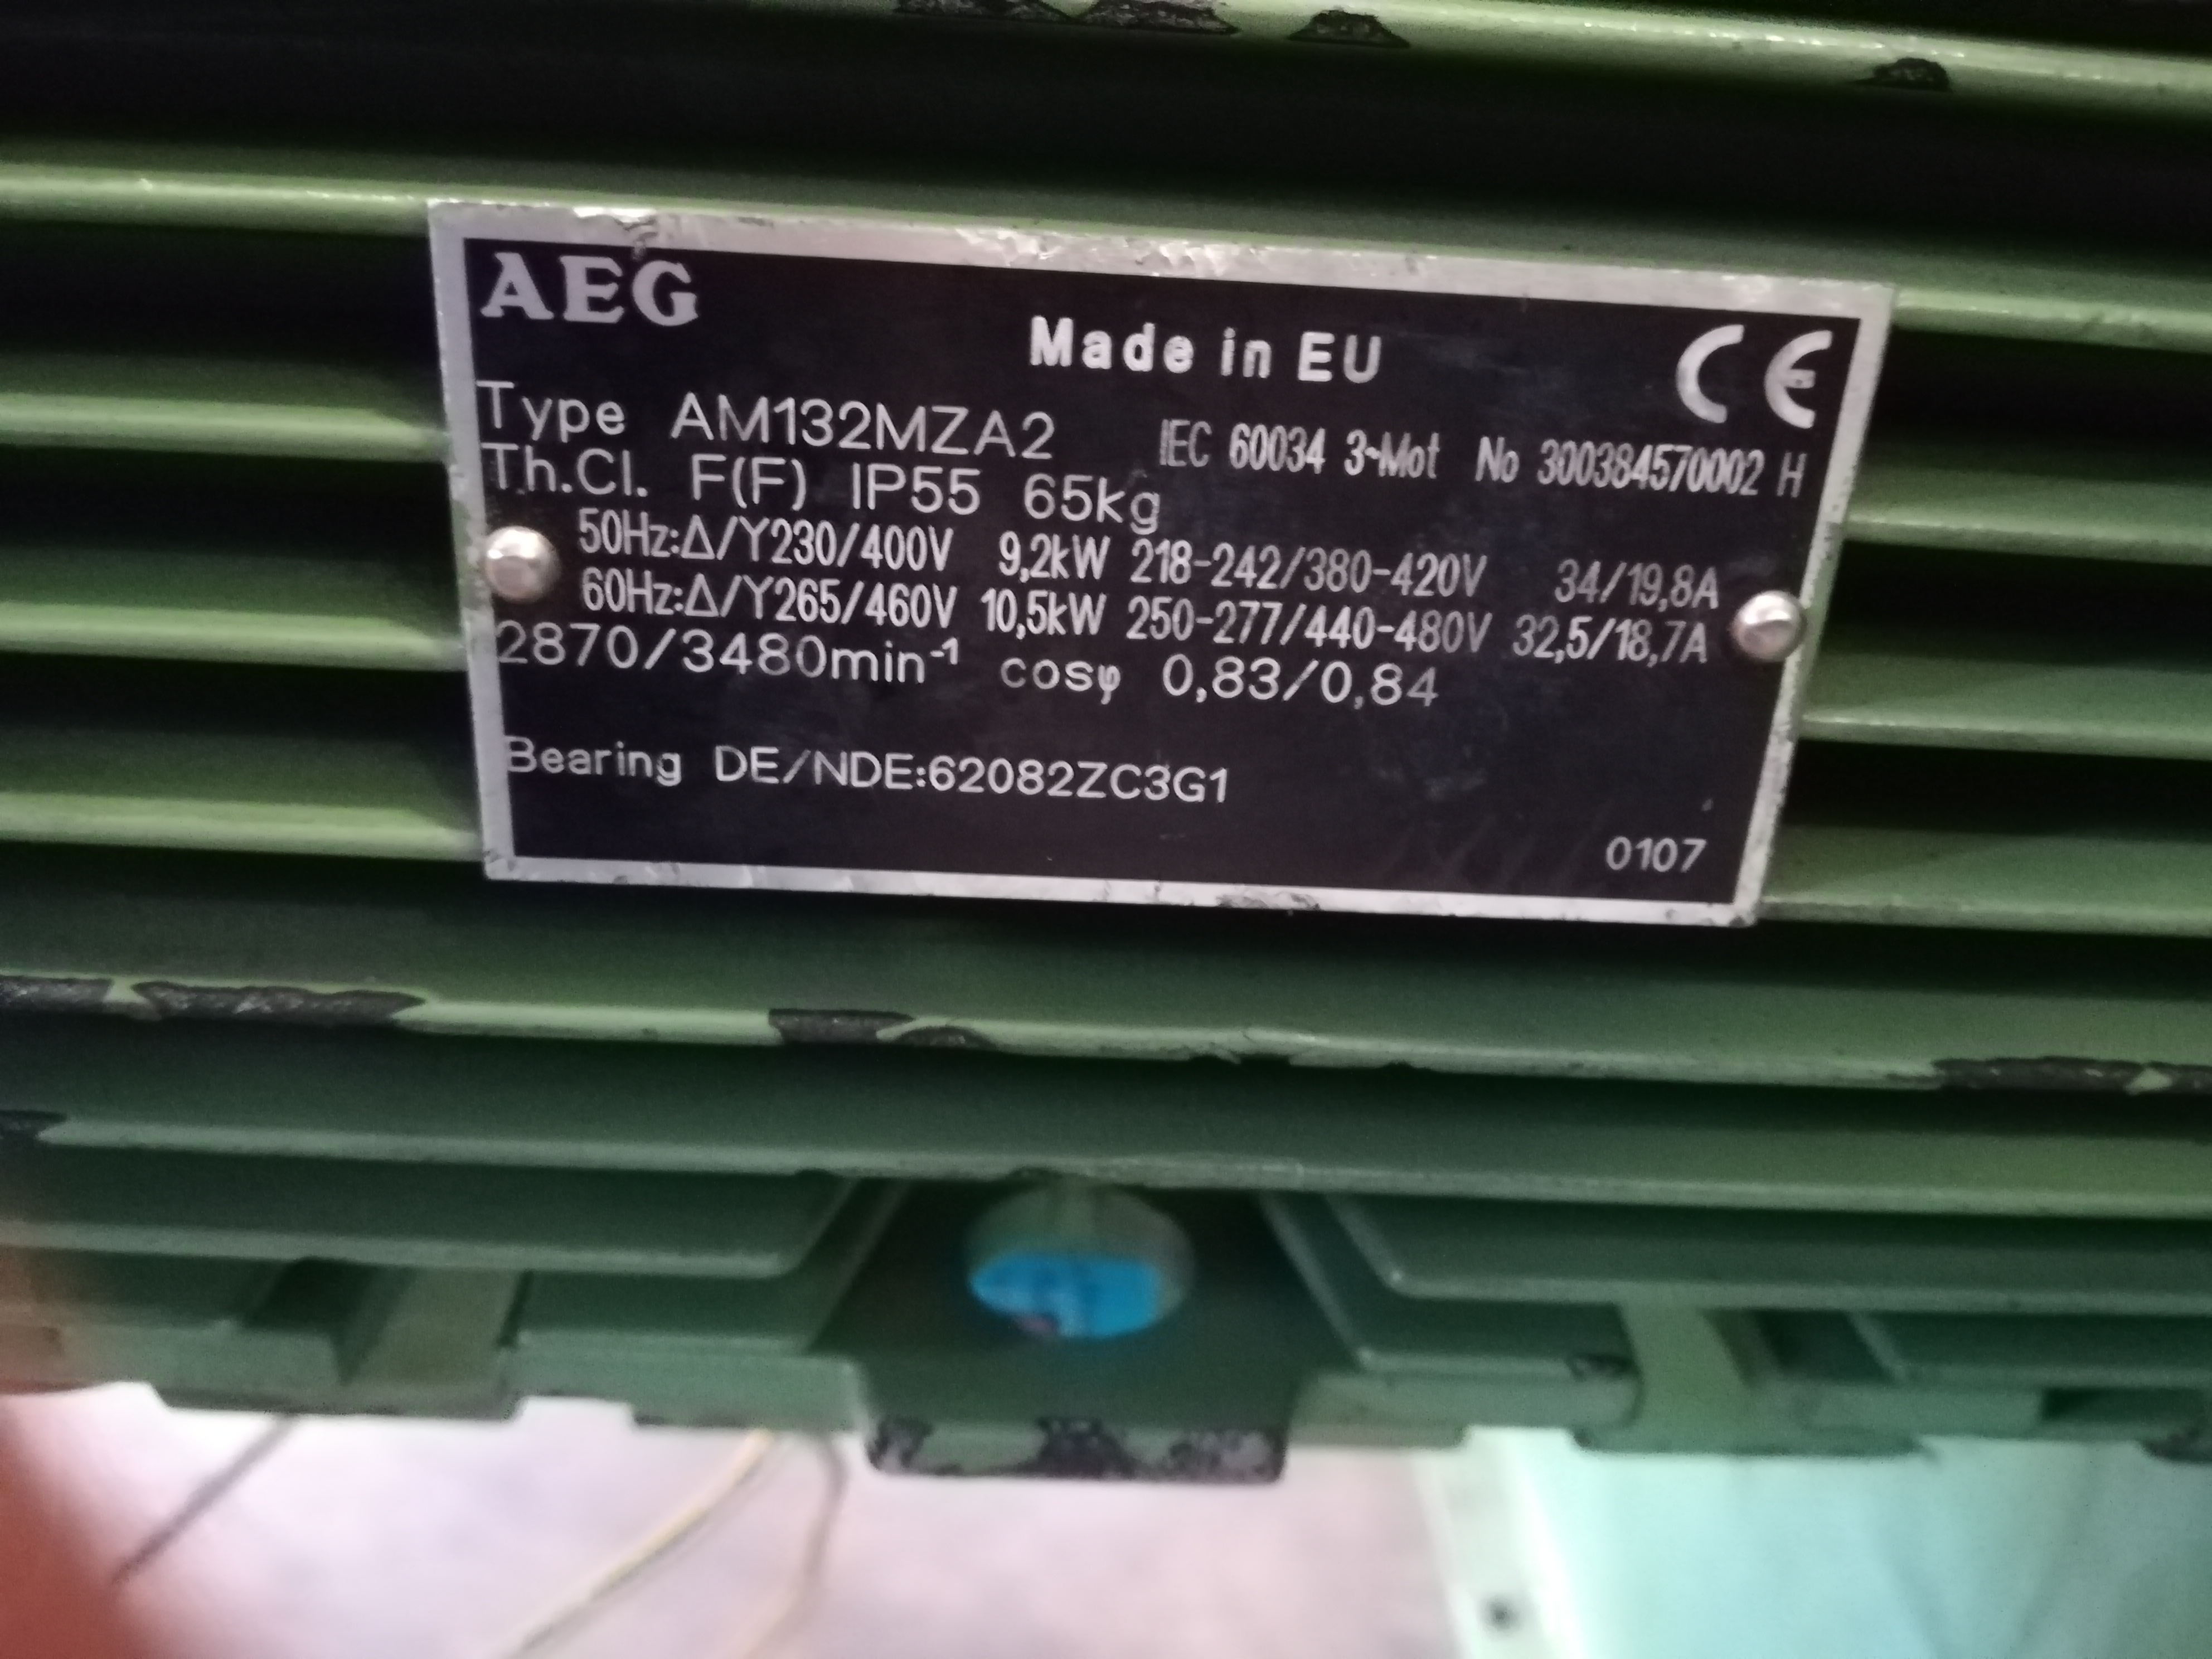 AEG
Made in EU
CE
Type AM132MZA2 IEC 60034 3~Mot No 300384570002 H
Th.Cl. F(F) IP55 65kg
50Hz:Δ/Y230/400V 9,2kW 218-242/380-420V 34/19,8A
60Hz:Δ/Y265/460V 10,5kW 250-277/440-480V 32,5/18,7A
2870/3480min⁻¹ cosφ 0,83/0,84
Bearing DE/NDE:62082ZC3G1
0107